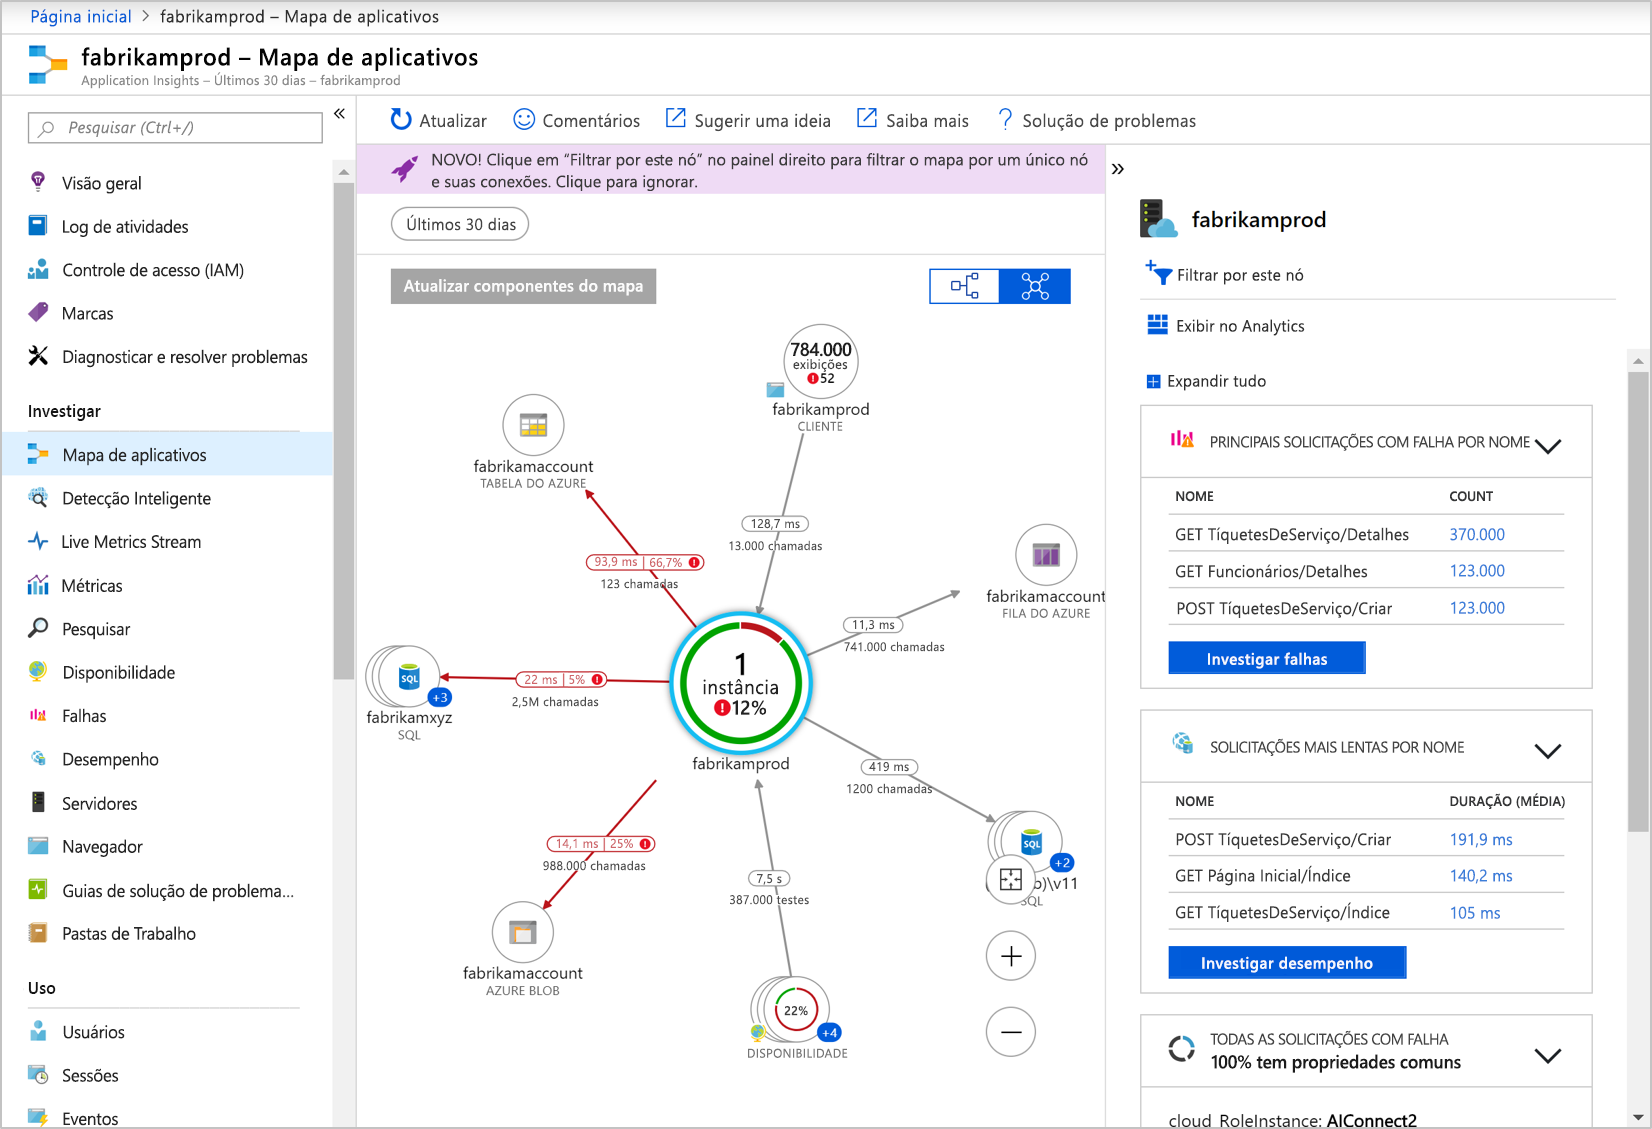 Página inicial > fabrikamprod – Mapa de aplicativos
fabrikamprod – Mapa de aplicativos
Application Insights – Últimos 30 dias – fabrikamprod
Pesquisar (Ctrl+/)
«
Visão geral
Log de atividades
Controle de acesso (IAM)
Marcas
Diagnosticar e resolver problemas
Investigar
Mapa de aplicativos
Detecção Inteligente
Live Metrics Stream
Métricas
Pesquisar
Disponibilidade
Falhas
Desempenho
Servidores
Navegador
Guias de solução de problema...
Pastas de Trabalho
Uso
Usuários
Sessões
Eventos
Atualizar
Comentários
Sugerir uma ideia
Saiba mais
? Solução de problemas
NOVO! Clique em “Filtrar por este nó” no painel direito para filtrar o mapa por um único nó
e suas conexões. Clique para ignorar.
Últimos 30 dias
Atualizar componentes do mapa
784.000
exibições
52
fabrikamprod
CLIENTE
fabrikamaccount
TABELA DO AZURE
128,7 ms
13.000 chamadas
93,9 ms | 66,7%
123 chamadas
fabrikamaccount
FILA DO AZURE
11,3 ms
741.000 chamadas
SQL
+3
fabrikamxyz
SQL
22 ms | 5%
2,5M chamadas
1
instância
12%
fabrikamprod
419 ms
1200 chamadas
14,1 ms | 25%
988.000 chamadas
SQL
+2
b)\v11
SQL
7,5 s
387.000 testes
fabrikamaccount
AZURE BLOB
22%
+4
DISPONIBILIDADE
»
fabrikamprod
Filtrar por este nó
Exibir no Analytics
Expandir tudo
PRINCIPAIS SOLICITAÇÕES COM FALHA POR NOME
NOME COUNT
GET TíquetesDeServiço/Detalhes 370.000
GET Funcionários/Detalhes 123.000
POST TíquetesDeServiço/Criar 123.000
Investigar falhas
SOLICITAÇÕES MAIS LENTAS POR NOME
NOME DURAÇÃO (MÉDIA)
POST TíquetesDeServiço/Criar 191,9 ms
GET Página Inicial/Índice 140,2 ms
GET TíquetesDeServiço/Índice 105 ms
Investigar desempenho
TODAS AS SOLICITAÇÕES COM FALHA
100% tem propriedades comuns
cloud_RoleInstance: AIConnect2